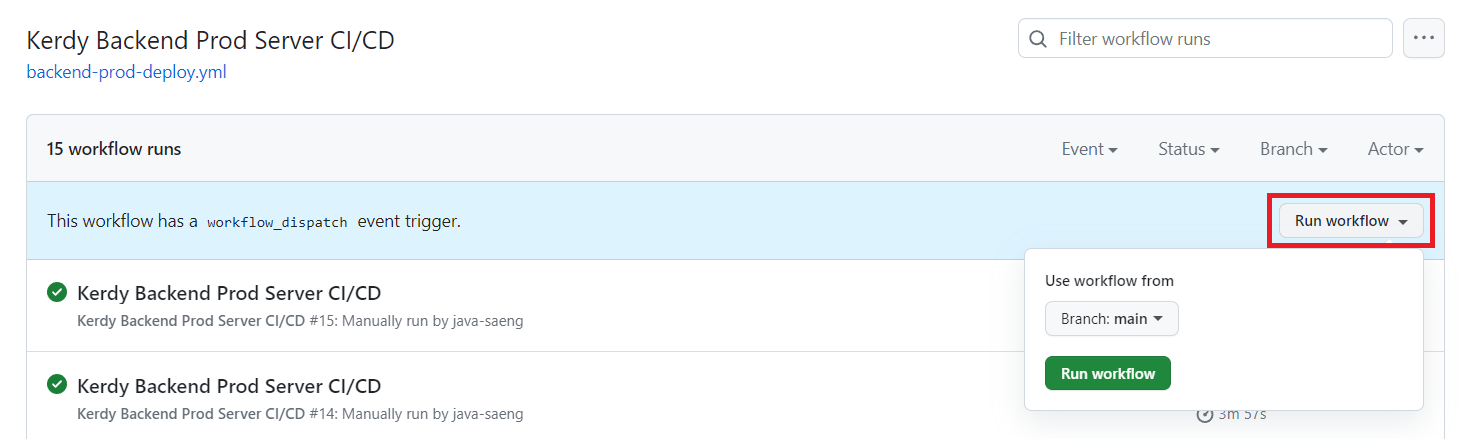 Kerdy Backend Prod Server CI/CD
Filter workflow runs
backend-prod-deploy.yml
15 workflow runs
Event
Status
Branch
Actor
This workflow has a workflow_dispatch event trigger.
Run workflow
Kerdy Backend Prod Server CI/CD
Kerdy Backend Prod Server CI/CD #15: Manually run by java-saeng
Use workflow from
Branch: main
Run workflow
Kerdy Backend Prod Server CI/CD
Kerdy Backend Prod Server CI/CD #14: Manually run by java-saeng
3m 57s